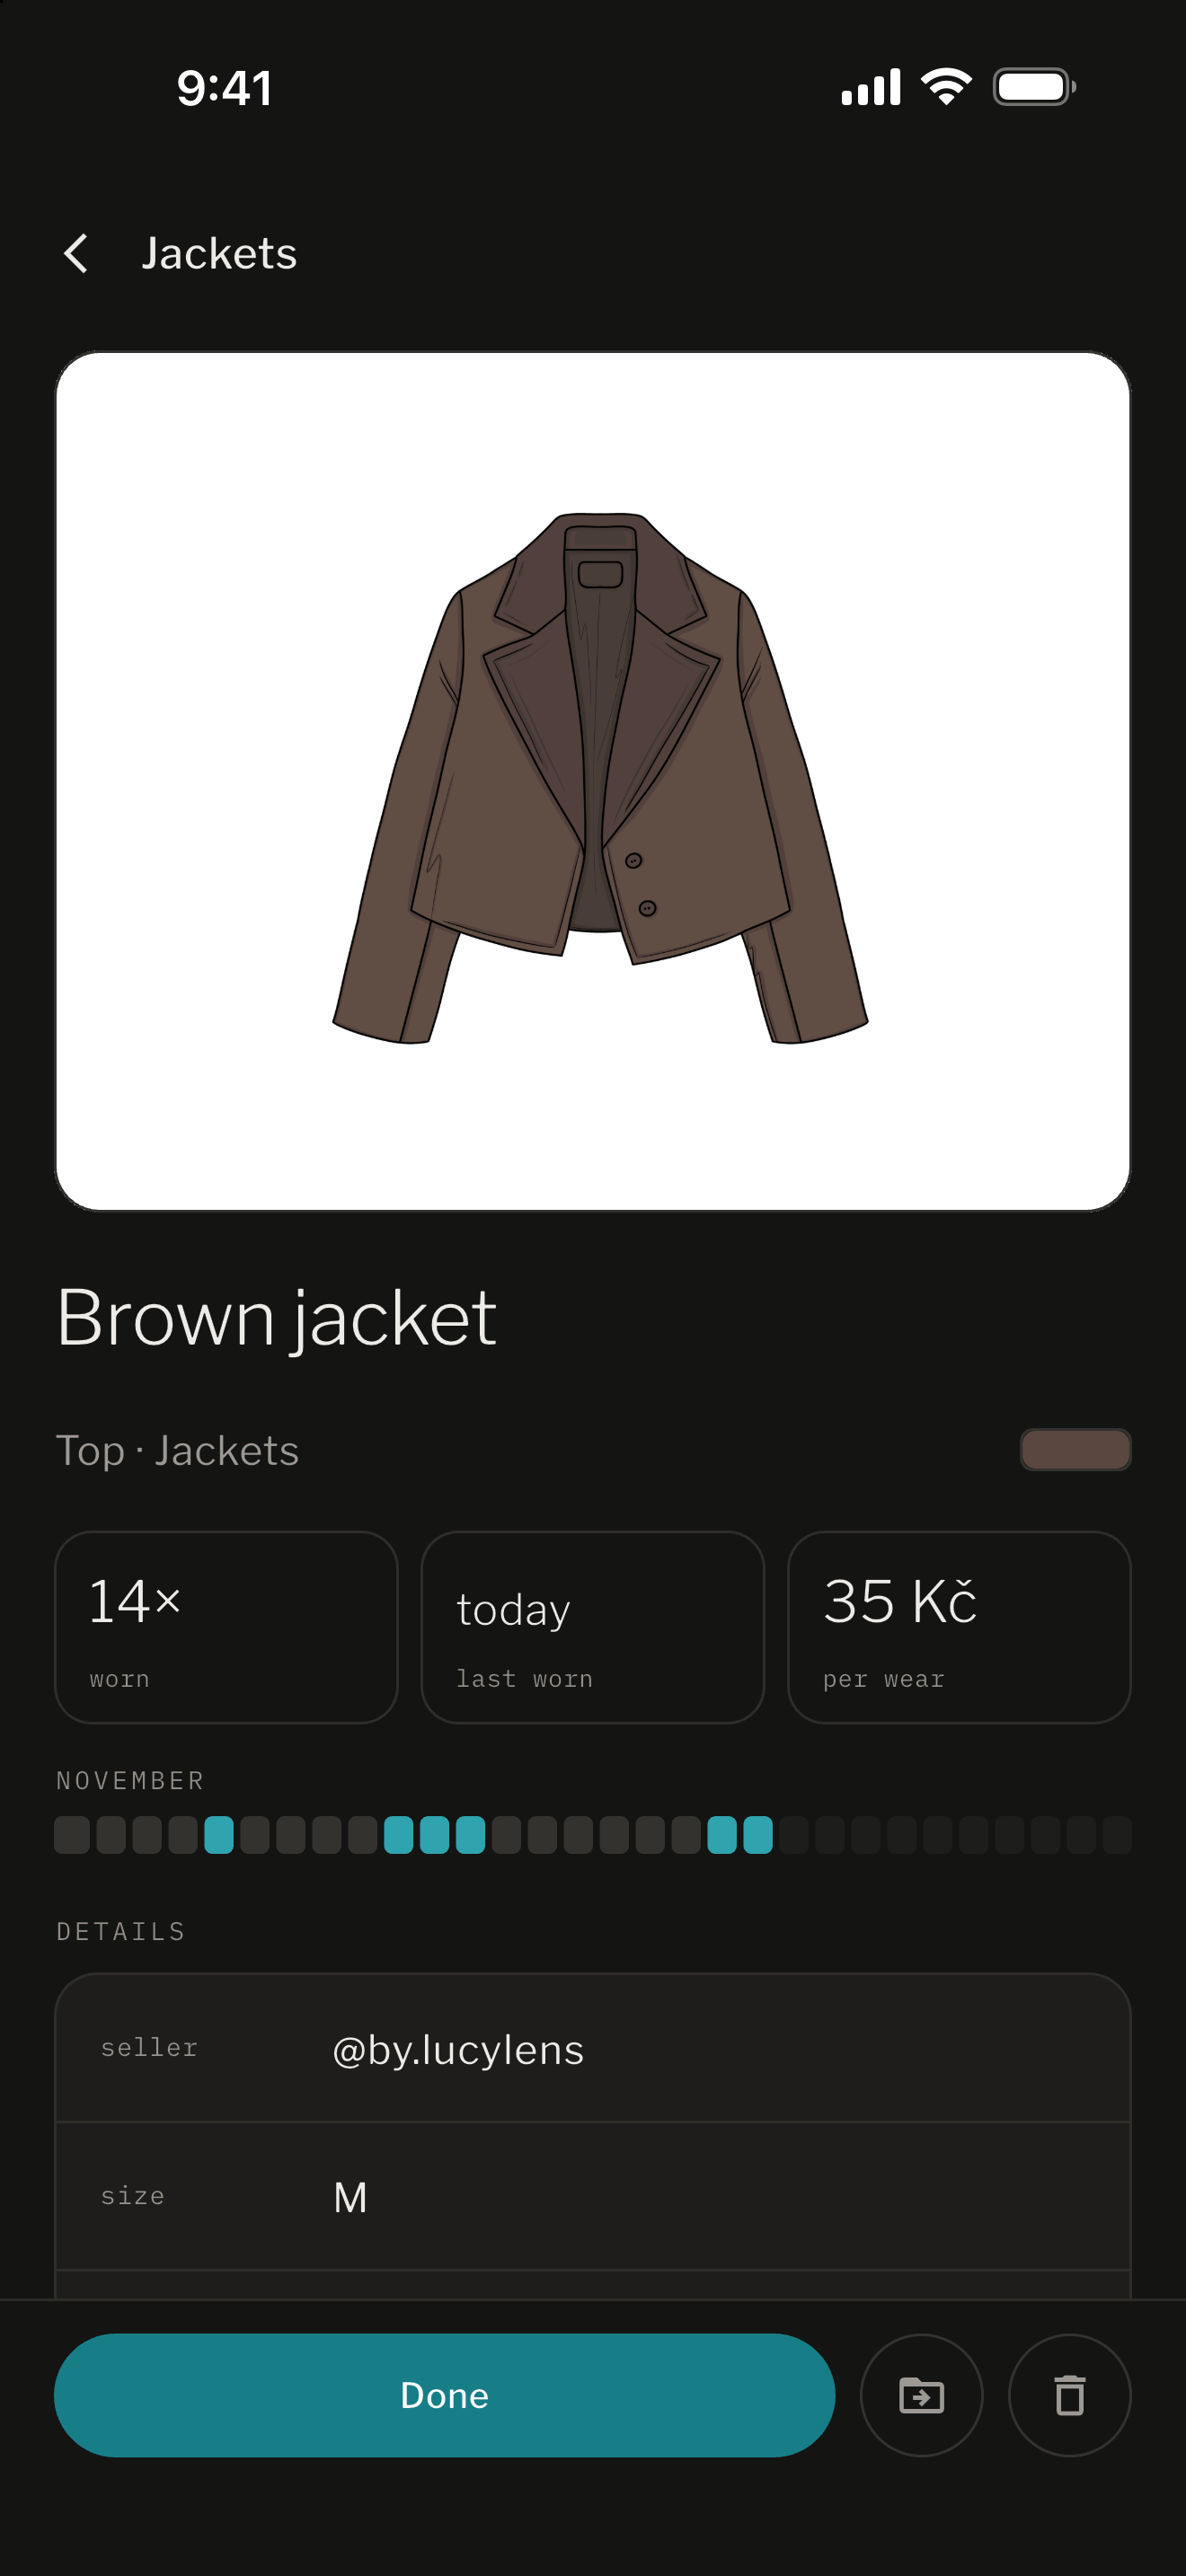 9:41
Jackets
Brown jacket
Top · Jackets
14×
worn
today
last worn
35 Kč
per wear
NOVEMBER
DETAILS
seller @by.lucylens
size M
Done